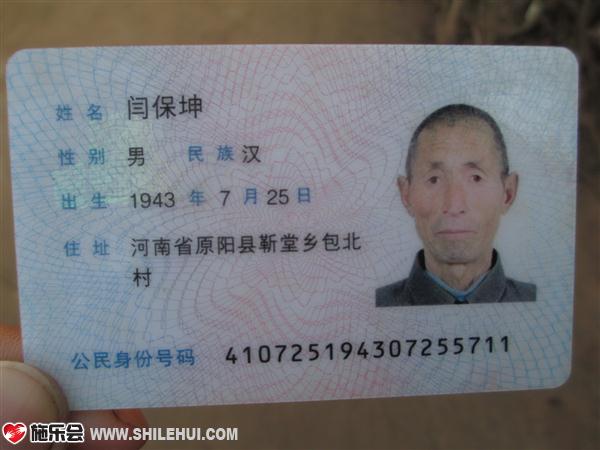 姓名 闫保坤
性别 男 民族 汉
出生 1943 年 7 月 25 日
住址 河南省原阳县靳堂乡包北
村
公民身份号码 410725194307255711
施乐会 WWW.SHILEHUI.COM